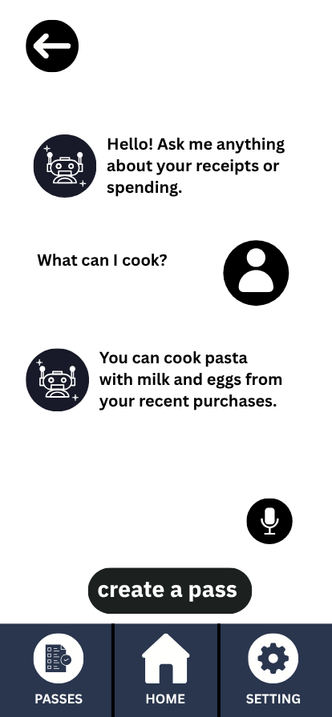 Hello! Ask me anything
about your receipts or
spending.
What can I cook?
You can cook pasta
with milk and eggs from
your recent purchases.
create a pass
PASSES
HOME
SETTING